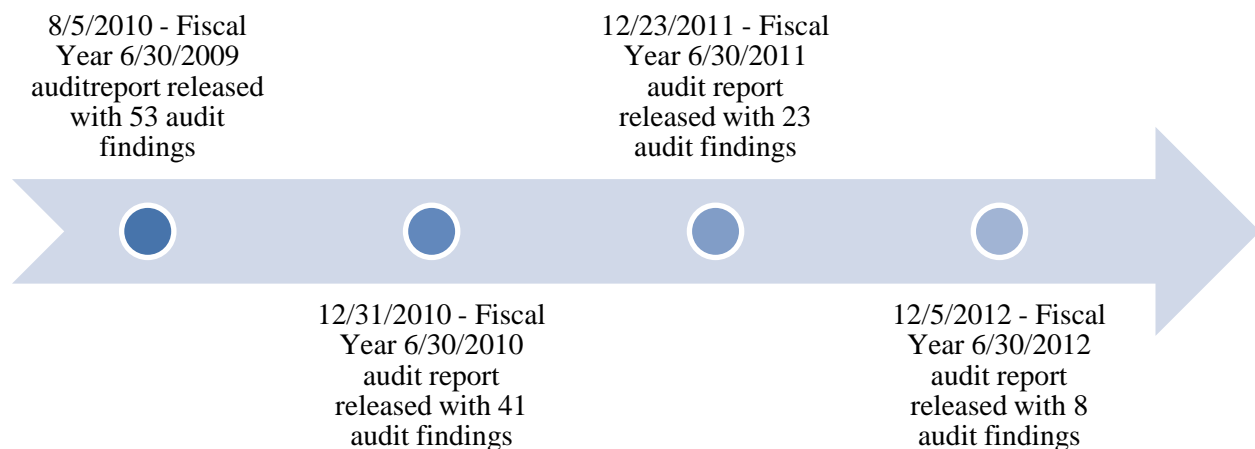 8/5/2010 - Fiscal
Year 6/30/2009
auditreport released
with 53 audit
findings
12/31/2010 - Fiscal
Year 6/30/2010
audit report
released with 41
audit findings
12/23/2011 - Fiscal
Year 6/30/2011
audit report
released with 23
audit findings
12/5/2012 - Fiscal
Year 6/30/2012
audit report
released with 8
audit findings